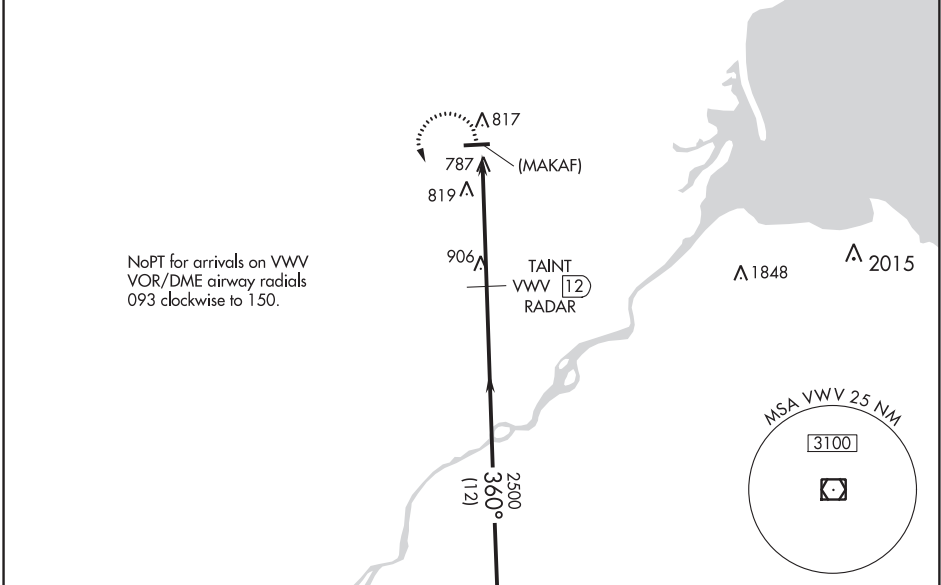 817
(MAKAF)
787
819
NoPT for arrivals on VWV
VOR/DME airway radials
093 clockwise to 150.
906
TAINT
VWV 12
RADAR
1848
2015
MSA VWV 25 NM
3100
2500
360°
(12)